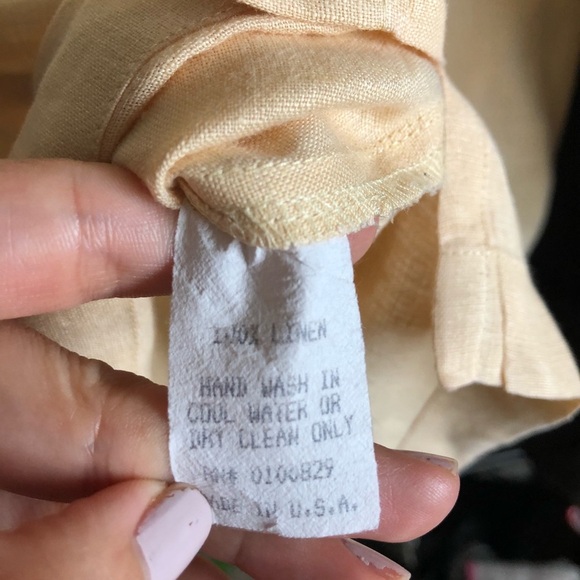 100% LINEN
HAND WASH IN
COOL WATER OR
DRY CLEAN ONLY
RN# 0100829
MADE IN U.S.A.